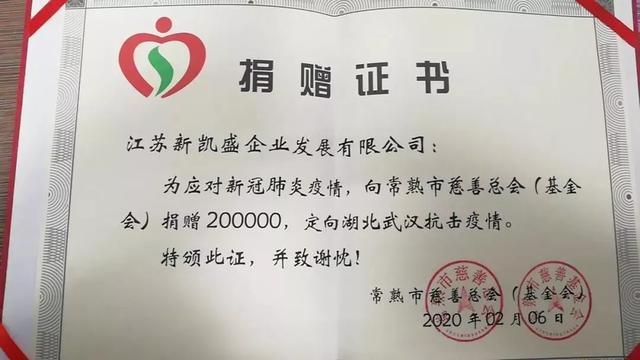 捐赠证书
江苏新凯盛企业发展有限公司：
为应对新冠肺炎疫情，向常熟市慈善总会（基金
会）捐赠200000，定向湖北武汉抗击疫情。
特颁此证，并致谢忱！
常熟市慈善总会（基金会）
2020年02月06日